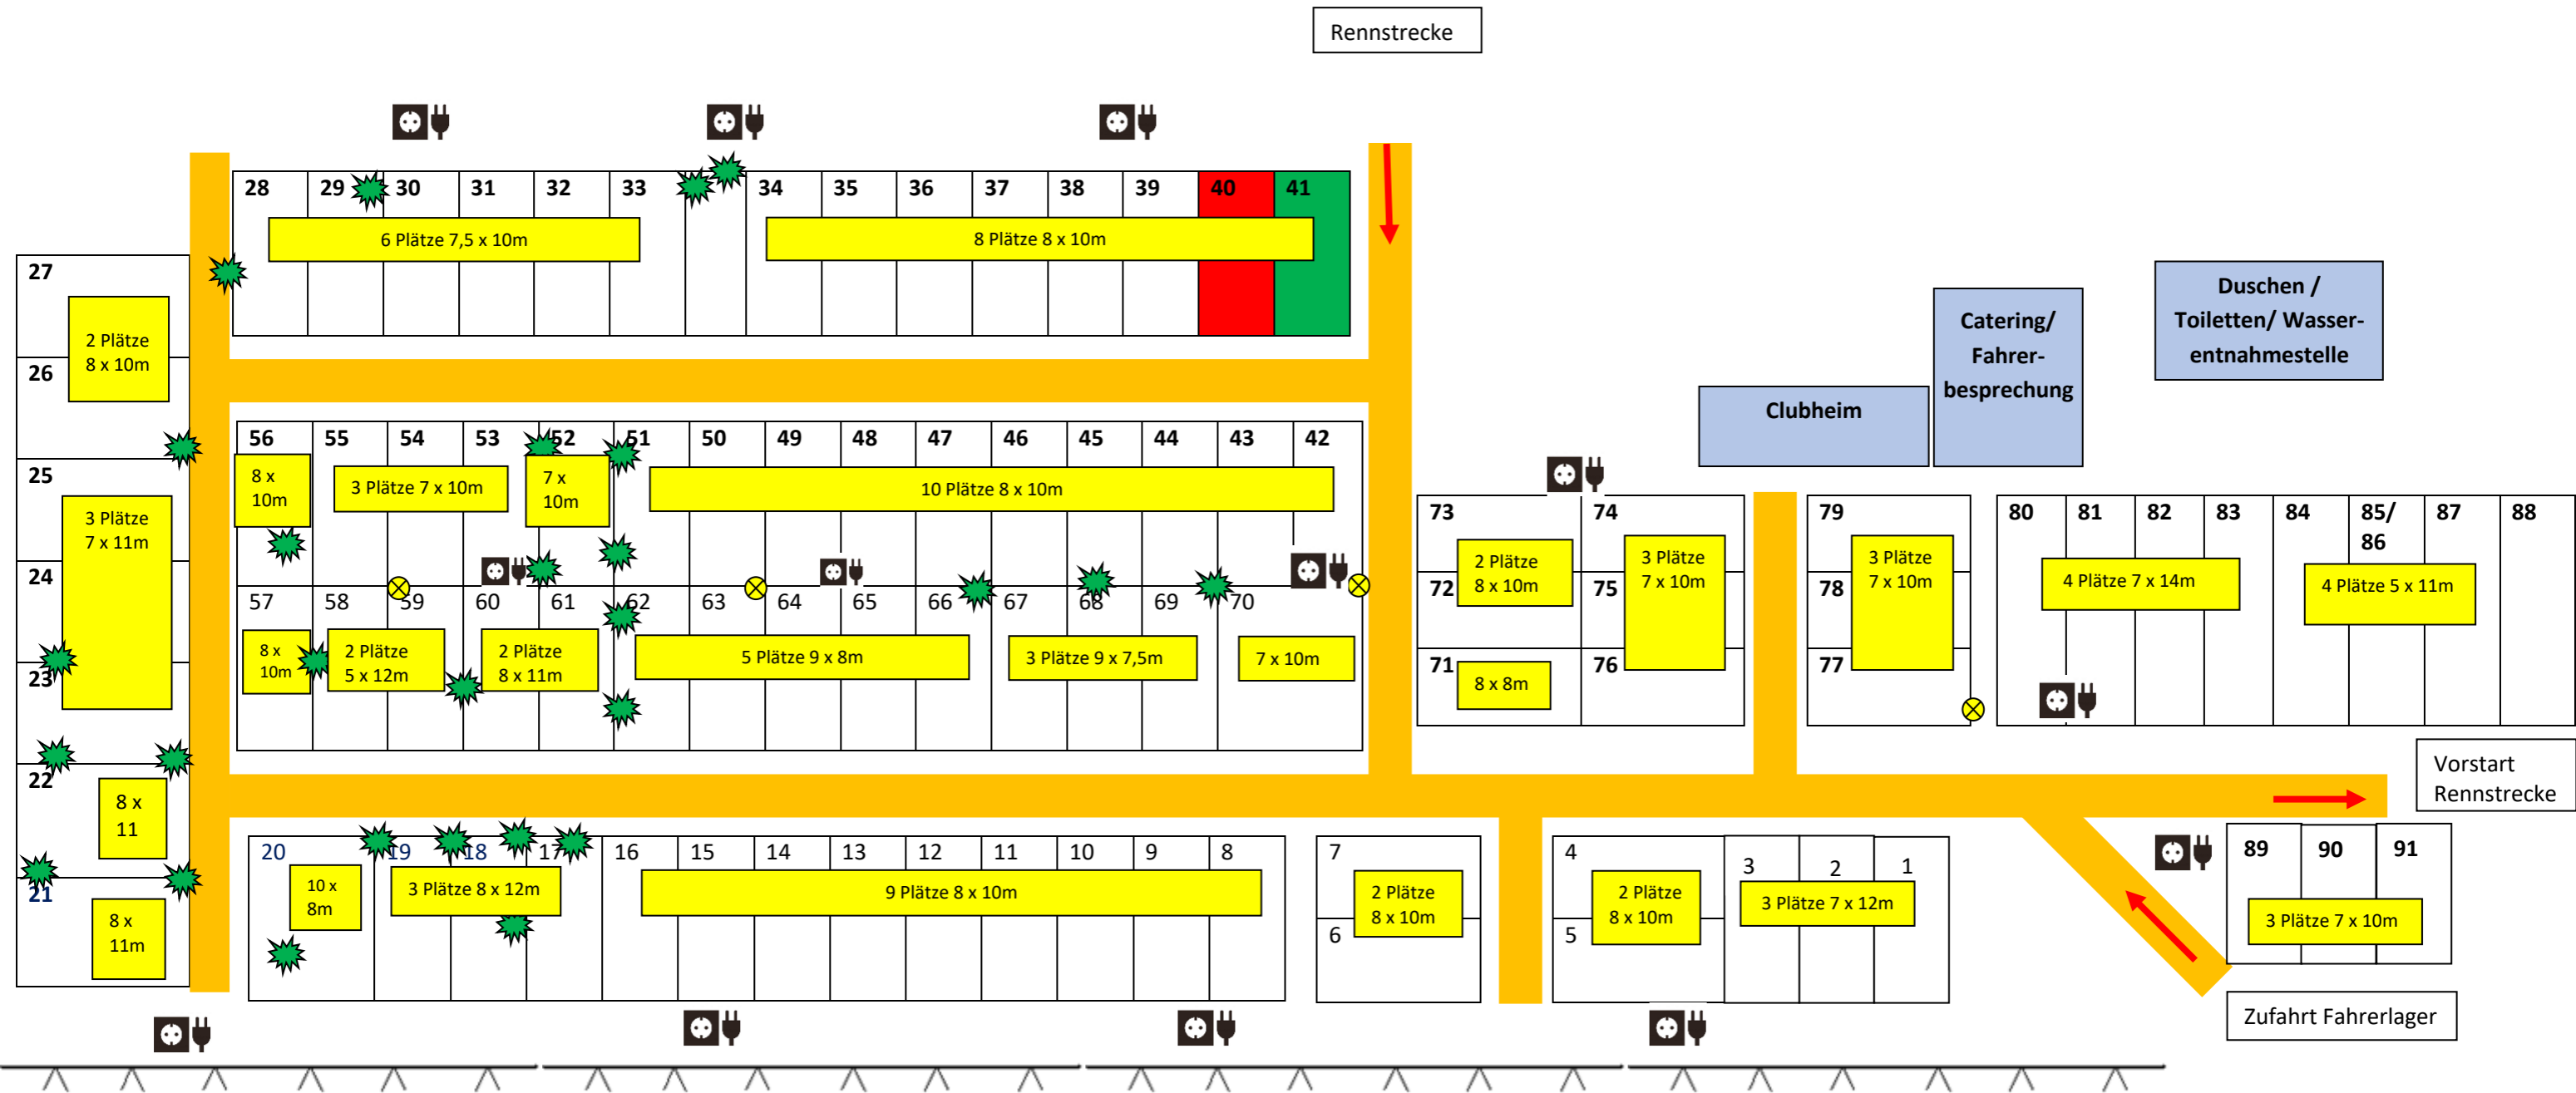 Rennstrecke
28 29 30 31 32 33 34 35 36 37 38 39 40 41
6 Plätze 7,5 x 10m
8 Plätze 8 x 10m
27
2 Plätze
8 x 10m
26
25
3 Plätze
7 x 11m
24
23
22
8 x
11
21
8 x
11m
Duschen /
Toiletten/ Wasser-
entnahmestelle
Catering/
Fahrer-
besprechung
Clubheim
56 55 54 53 52 51 50 49 48 47 46 45 44 43 42
8 x
10m
3 Plätze 7 x 10m
7 x
10m
10 Plätze 8 x 10m
57 58 59 60 61 62 63 64 65 66 67 68 69 70
8 x
10m
2 Plätze
5 x 12m
2 Plätze
8 x 11m
5 Plätze 9 x 8m
3 Plätze 9 x 7,5m
7 x 10m
73 74
2 Plätze
8 x 10m
3 Plätze
7 x 10m
72 75
71 76
8 x 8m
79
3 Plätze
7 x 10m
78
77
80 81 82 83 84 85/
86
87 88
4 Plätze 7 x 14m
4 Plätze 5 x 11m
Vorstart
Rennstrecke
20 19 18 17 16 15 14 13 12 11 10 9 8
10 x
8m
3 Plätze 8 x 12m
9 Plätze 8 x 10m
7
2 Plätze
8 x 10m
6
4
2 Plätze
8 x 10m
5
3 2 1
3 Plätze 7 x 12m
89 90 91
3 Plätze 7 x 10m
Zufahrt Fahrerlager